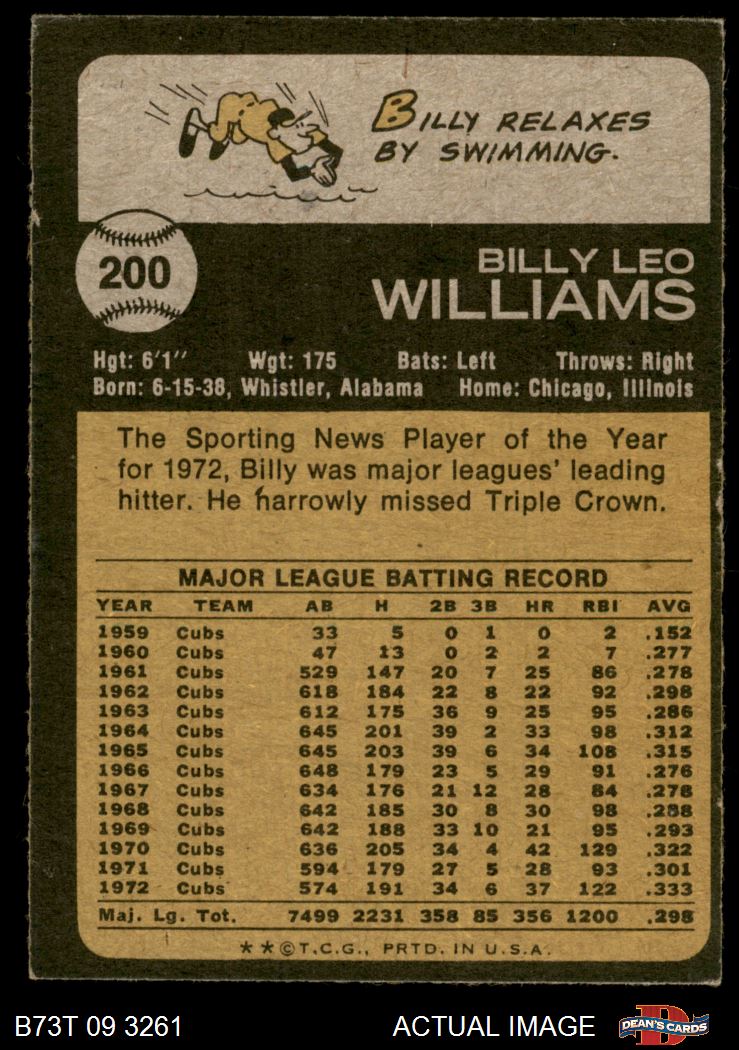 BILLY RELAXES
BY SWIMMING.
200
BILLY LEO
WILLIAMS
Hgt: 6'1" Wgt: 175 Bats: Left Throws: Right
Born: 6-15-38, Whistler, Alabama Home: Chicago, Illinois
The Sporting News Player of the Year
for 1972, Billy was major leagues' leading
hitter. He narrowly missed Triple Crown.
MAJOR LEAGUE BATTING RECORD
YEAR TEAM AB H 2B 3B HR RBI AVG
1959 Cubs 33 5 0 1 0 2 .152
1960 Cubs 47 13 0 2 2 7 .277
1961 Cubs 529 147 20 7 25 86 .278
1962 Cubs 618 184 22 8 22 92 .298
1963 Cubs 612 175 36 9 25 95 .286
1964 Cubs 645 201 39 2 33 98 .312
1965 Cubs 645 203 39 6 34 108 .315
1966 Cubs 648 179 23 5 29 91 .276
1967 Cubs 634 176 21 12 28 84 .278
1968 Cubs 642 185 30 8 30 98 .288
1969 Cubs 642 188 33 10 21 95 .293
1970 Cubs 636 205 34 4 42 129 .322
1971 Cubs 594 179 27 5 28 93 .301
1972 Cubs 574 191 34 6 37 122 .333
Maj. Lg. Tot. 7499 2231 358 85 356 1200 .298
**©T.C.G., PRTD. IN U.S.A.
B73T 09 3261 ACTUAL IMAGE D DEAN'S CARDS